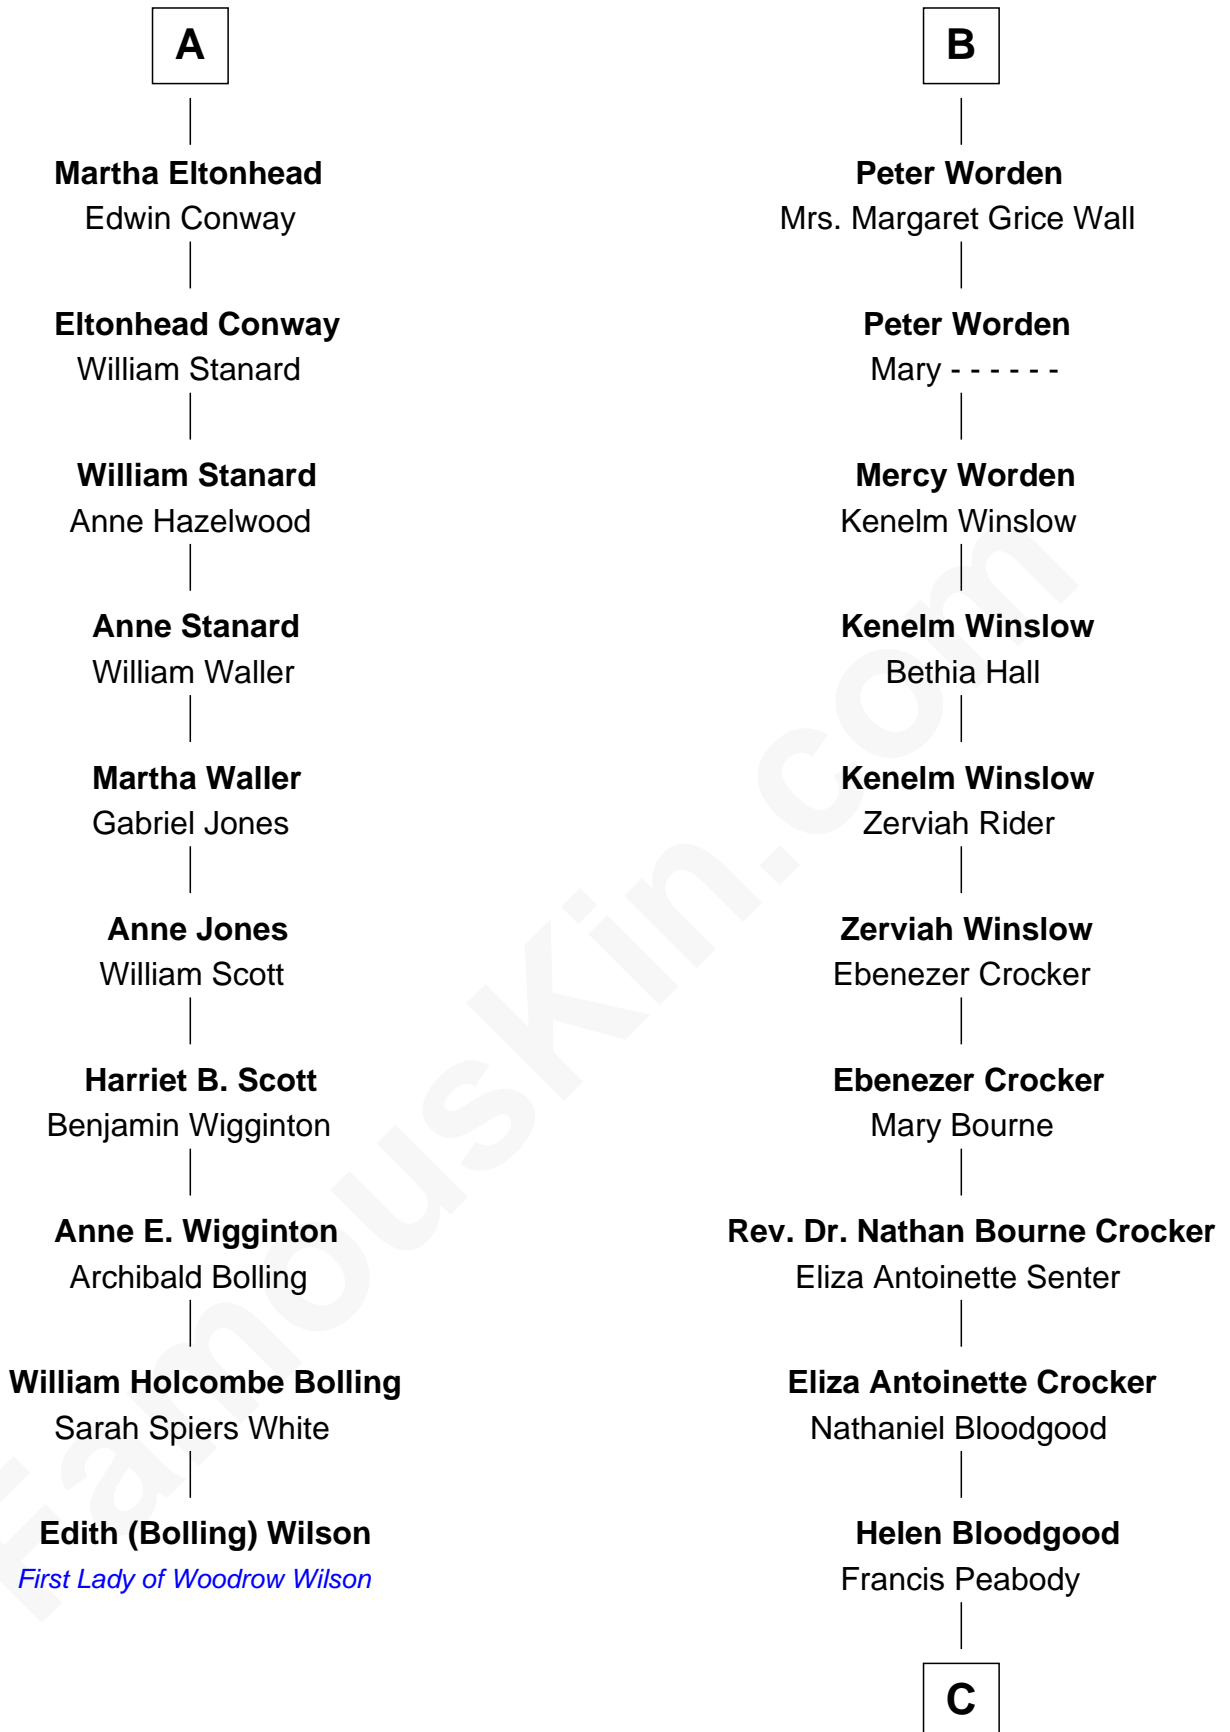 A
Martha Eltonhead
Edwin Conway
Eltonhead Conway
William Stanard
William Stanard
Anne Hazelwood
Anne Stanard
William Waller
Martha Waller
Gabriel Jones
Anne Jones
William Scott
Harriet B. Scott
Benjamin Wigginton
Anne E. Wigginton
Archibald Bolling
William Holcombe Bolling
Sarah Spiers White
Edith (Bolling) Wilson
First Lady of Woodrow Wilson
B
Peter Worden
Mrs. Margaret Grice Wall
Peter Worden
Mary - - - - - -
Mercy Worden
Kenelm Winslow
Kenelm Winslow
Bethia Hall
Kenelm Winslow
Zerviah Rider
Zerviah Winslow
Ebenezer Crocker
Ebenezer Crocker
Mary Bourne
Rev. Dr. Nathan Bourne Crocker
Eliza Antoinette Senter
Eliza Antoinette Crocker
Nathaniel Bloodgood
Helen Bloodgood
Francis Peabody
C
FamousKin.com